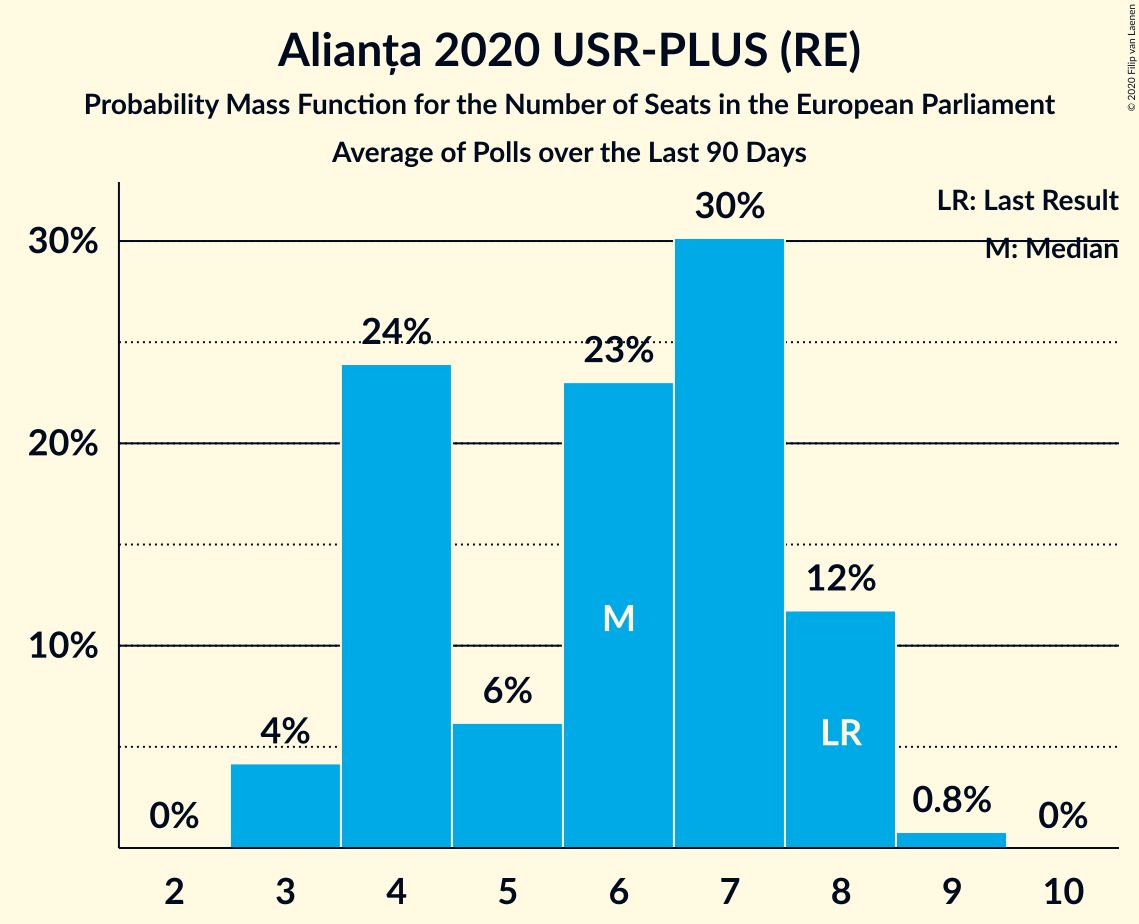 Alianța 2020 USR-PLUS (RE)
Probability Mass Function for the Number of Seats in the European Parliament
Average of Polls over the Last 90 Days
© 2020 Filip van Laenen
LR: Last Result
M: Median
30%
20%
10%
0%
4%
24%
6%
23%
30%
12%
0.8%
0%
M
LR
2 3 4 5 6 7 8 9 10